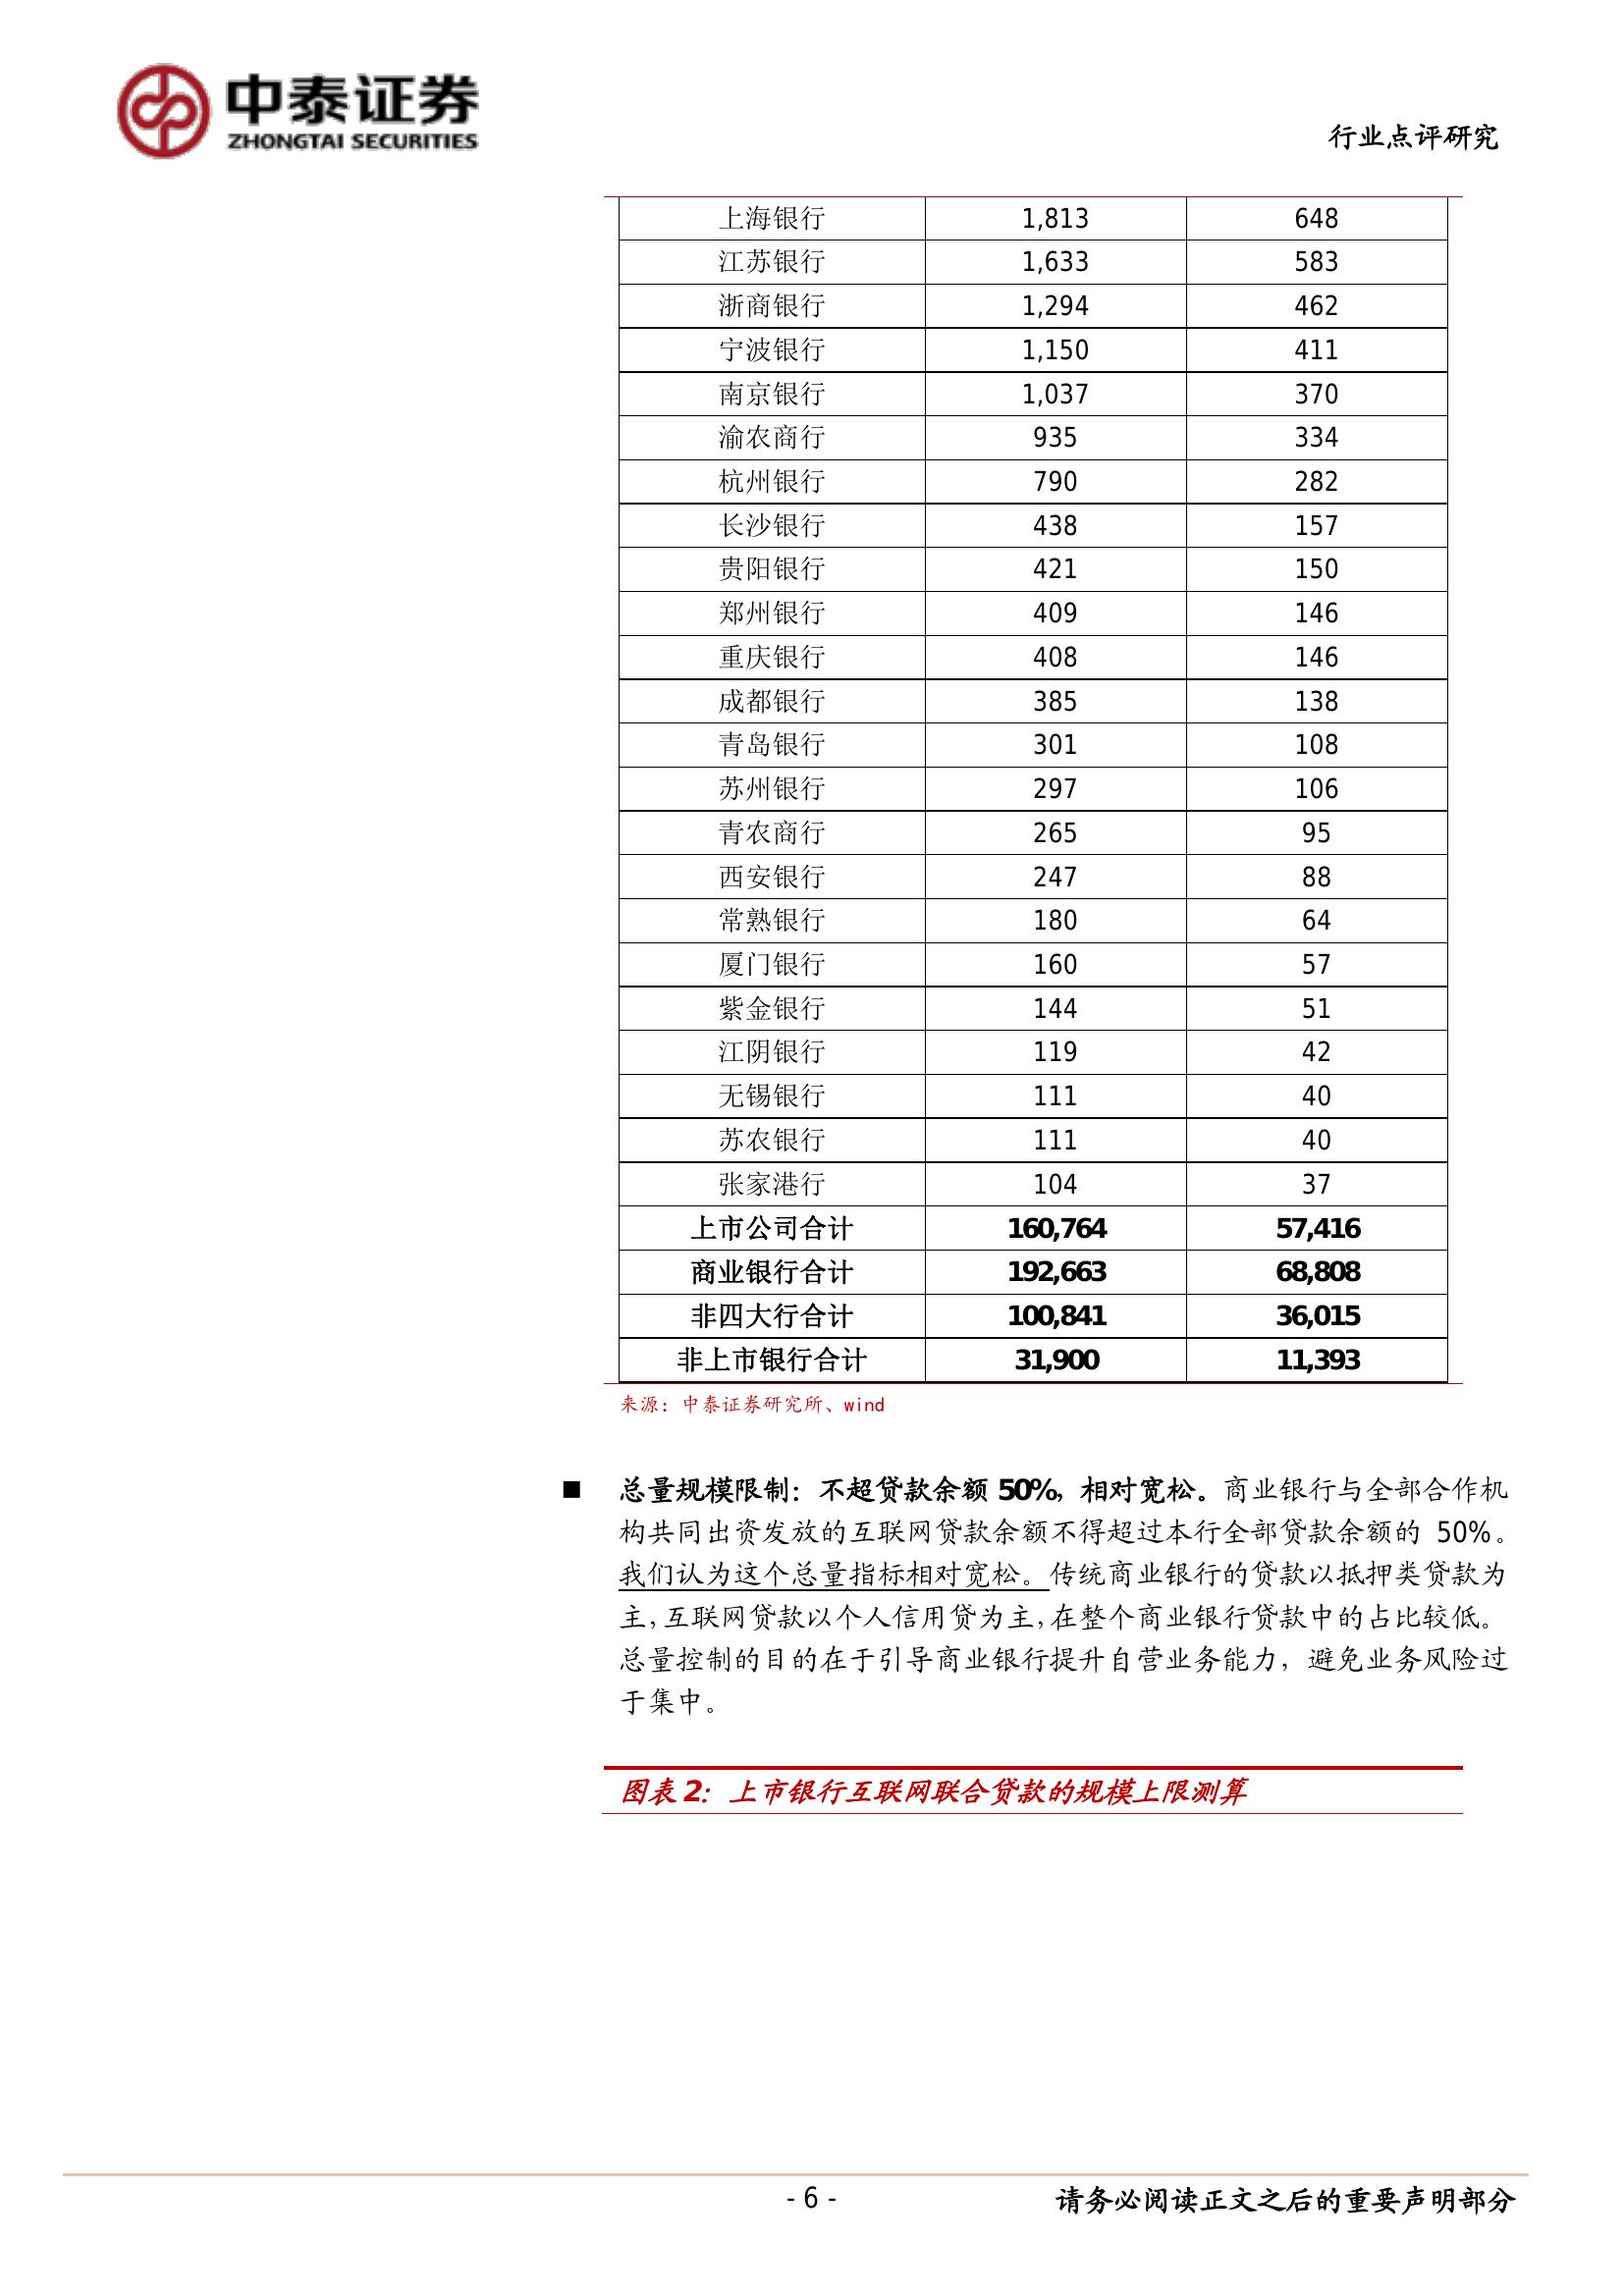 中泰证券
ZHONGTAI SECURITIES
行业点评研究
上海银行 1,813 648
江苏银行 1,633 583
浙商银行 1,294 462
宁波银行 1,150 411
南京银行 1,037 370
渝农商行 935 334
杭州银行 790 282
长沙银行 438 157
贵阳银行 421 150
郑州银行 409 146
重庆银行 408 146
成都银行 385 138
青岛银行 301 108
苏州银行 297 106
青农商行 265 95
西安银行 247 88
常熟银行 180 64
厦门银行 160 57
紫金银行 144 51
江阴银行 119 42
无锡银行 111 40
苏农银行 111 40
张家港行 104 37
上市公司合计 160,764 57,416
商业银行合计 192,663 68,808
非四大行合计 100,841 36,015
非上市银行合计 31,900 11,393
来源：中泰证券研究所、wind
■ 总量规模限制：不超贷款余额 50%，相对宽松。商业银行与全部合作机
构共同出资发放的互联网贷款余额不得超过本行全部贷款余额的 50%。
我们认为这个总量指标相对宽松。传统商业银行的贷款以抵押类贷款为
主，互联网贷款以个人信用贷为主，在整个商业银行贷款中的占比较低。
总量控制的目的在于引导商业银行提升自营业务能力，避免业务风险过
于集中。
图表 2：上市银行互联网联合贷款的规模上限测算
- 6 -
请务必阅读正文之后的重要声明部分